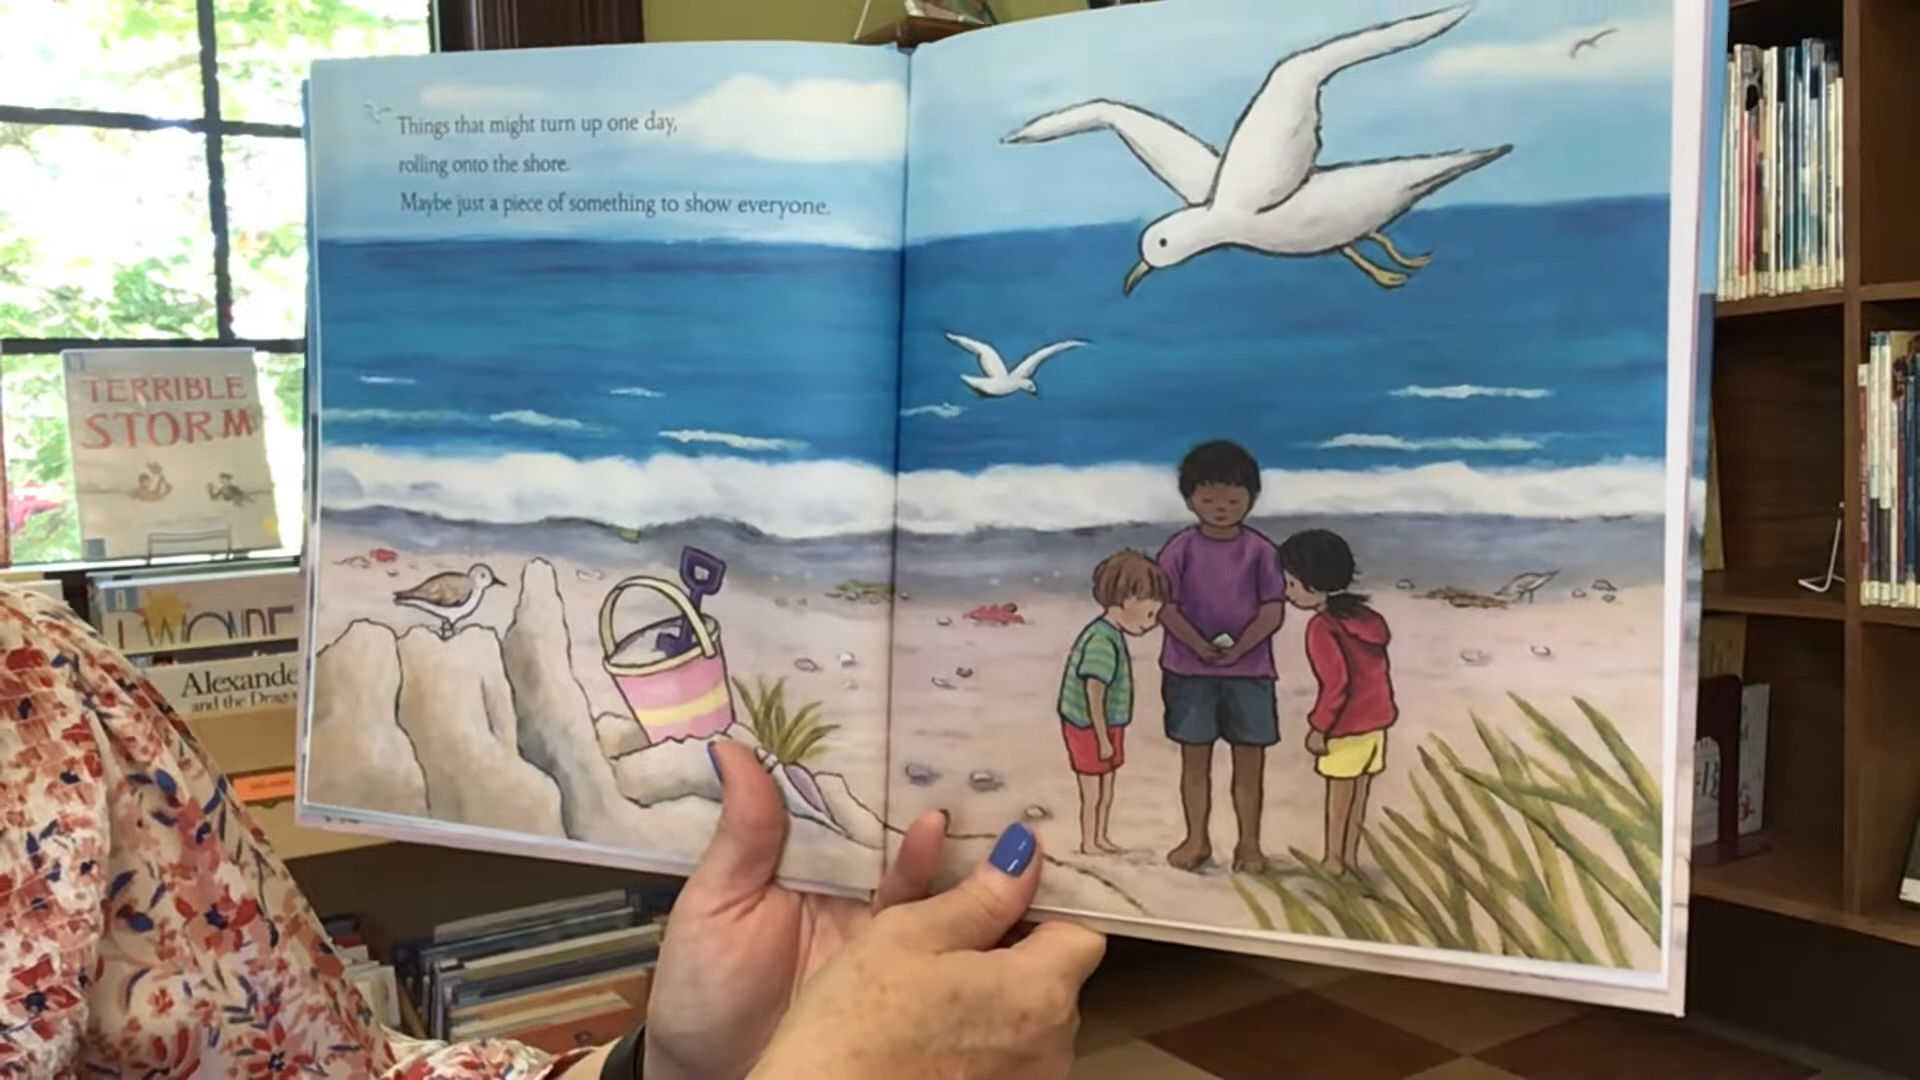 Things that might turn up one day,
rolling onto the shore.
Maybe just a piece of something to show everyone.
TERRIBLE
STORM
I WONDE
Alexande
and the Drag